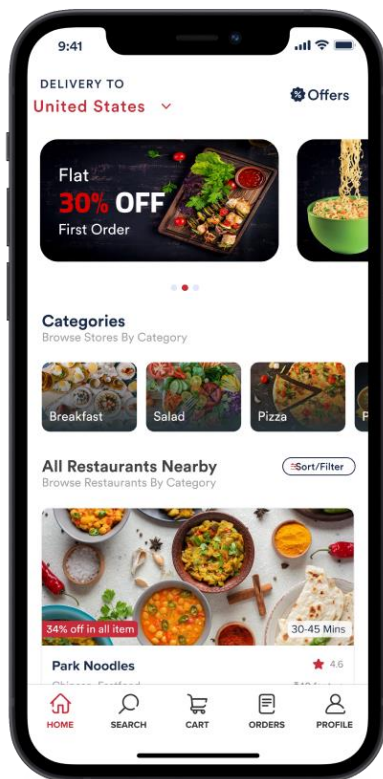 9:41
DELIVERY TO
United States
Offers
Flat
30% OFF
First Order
Categories
Browse Stores By Category
Breakfast
Salad
Pizza
P
All Restaurants Nearby
Sort/Filter
Browse Restaurants By Category
34% off in all item
30-45 Mins
Park Noodles
4.6
HOME
SEARCH
CART
ORDERS
PROFILE